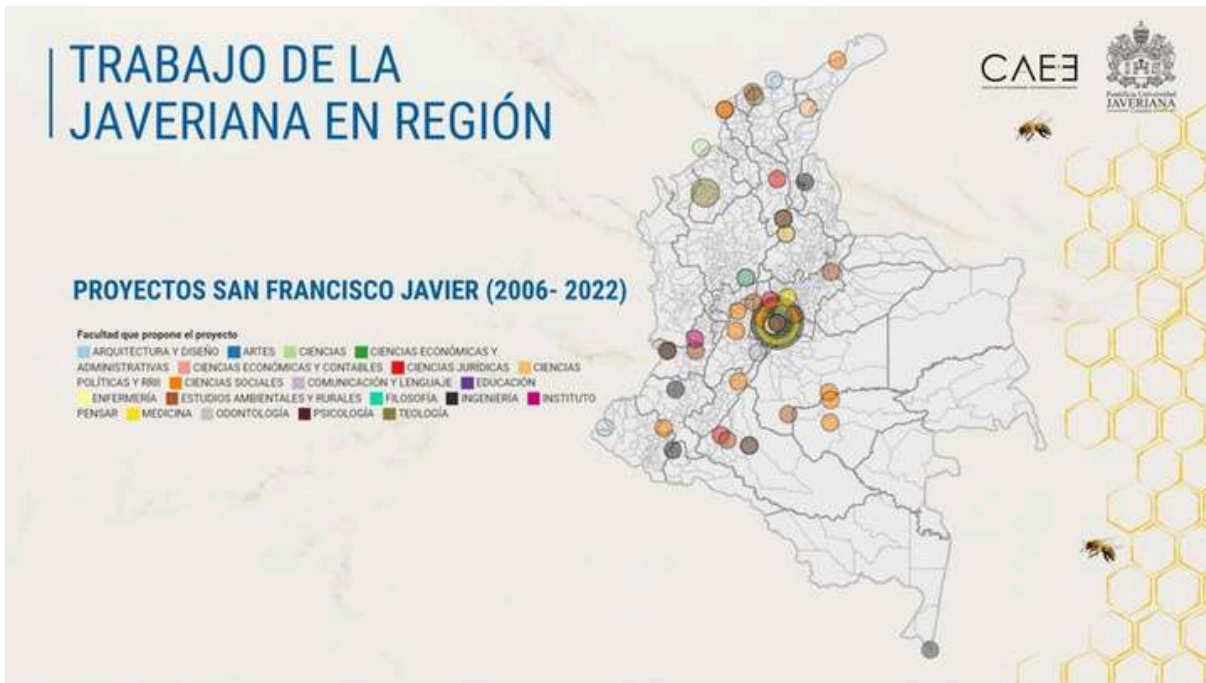 TRABAJO DE LA
JAVERIANA EN REGIÓN
CAEE
Pontificia Universidad
JAVERIANA
PROYECTOS SAN FRANCISCO JAVIER (2006- 2022)
Facultad que propone el proyecto
ARQUITECTURA Y DISEÑO ARTES CIENCIAS CIENCIAS ECONÓMICAS Y
ADMINISTRATIVAS CIENCIAS ECONÓMICAS Y CONTABLES CIENCIAS JURÍDICAS CIENCIAS
POLÍTICAS Y RRII CIENCIAS SOCIALES COMUNICACIÓN Y LENGUAJE EDUCACIÓN
ENFERMERÍA ESTUDIOS AMBIENTALES Y RURALES FILOSOFÍA INGENIERÍA INSTITUTO
PENSAR MEDICINA ODONTOLOGÍA PSICOLOGÍA TEOLOGÍA